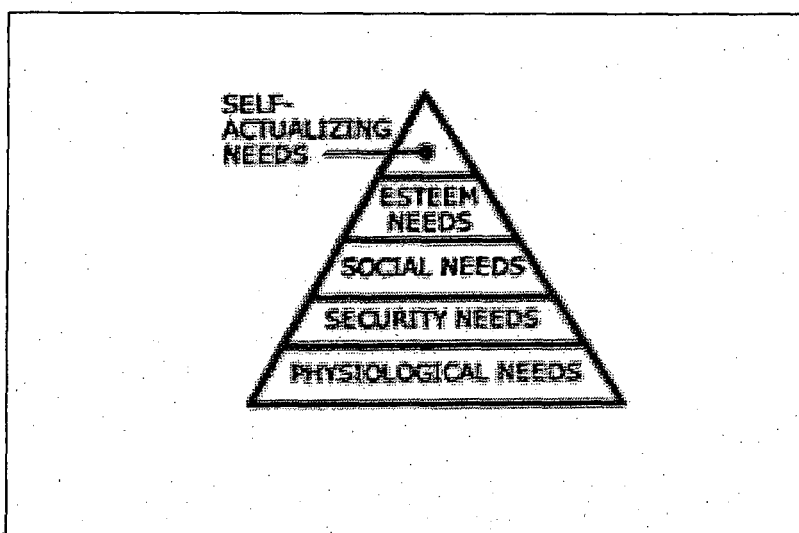 SELF-
ACTUALIZING
NEEDS
ESTEEM
NEEDS
SOCIAL NEEDS
SECURITY NEEDS
PHYSIOLOGICAL NEEDS